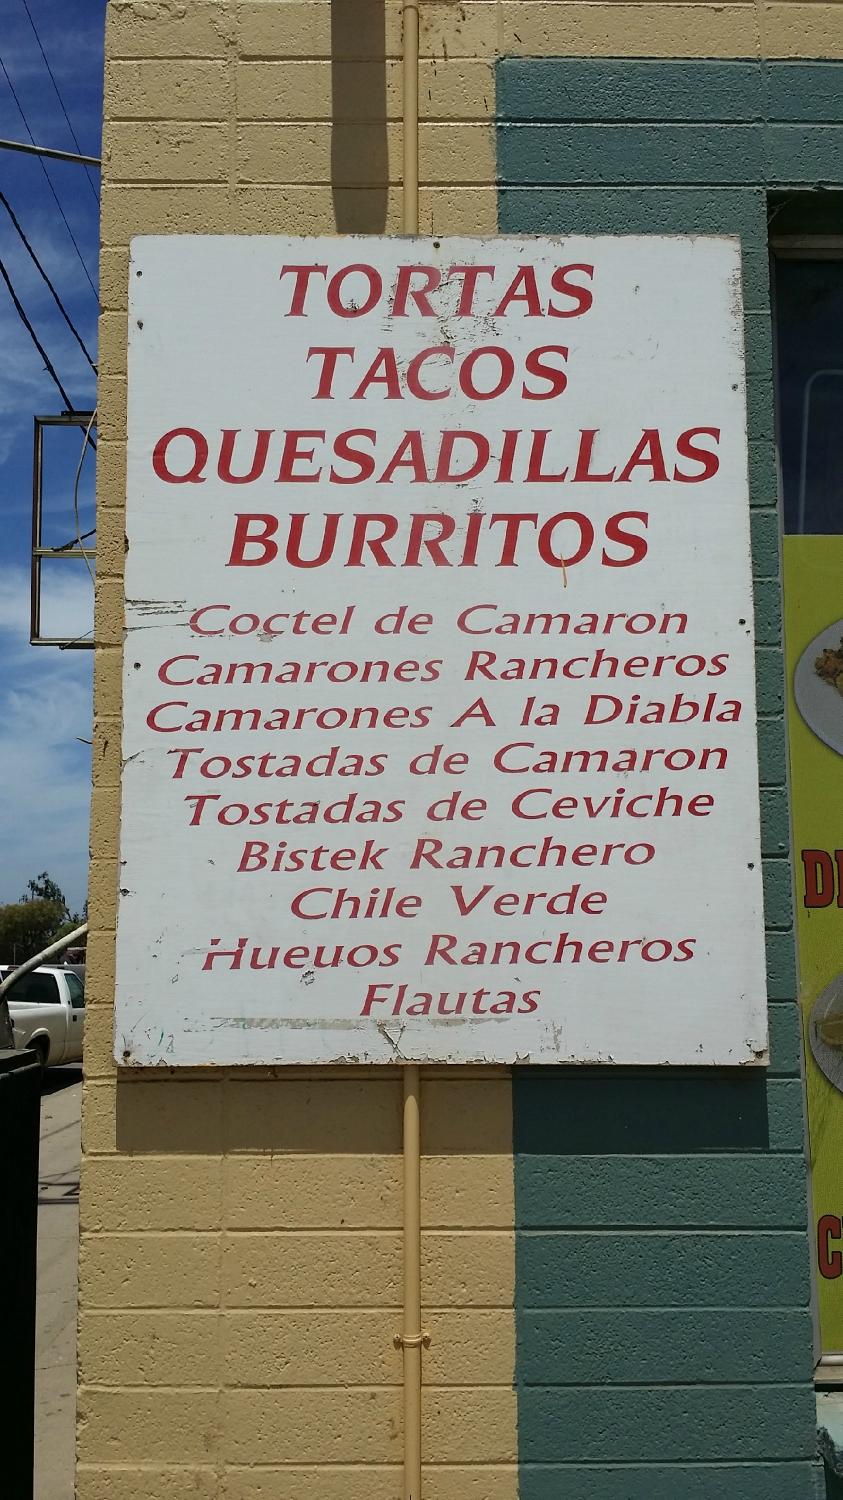 TORTAS
TACOS
QUESADILLAS
BURRITOS
Coctel de Camaron
Camarones Rancheros
Camarones A la Diabla
Tostadas de Camaron
Tostadas de Ceviche
Bistek Ranchero
Chile Verde
Hueuos Rancheros
Flautas